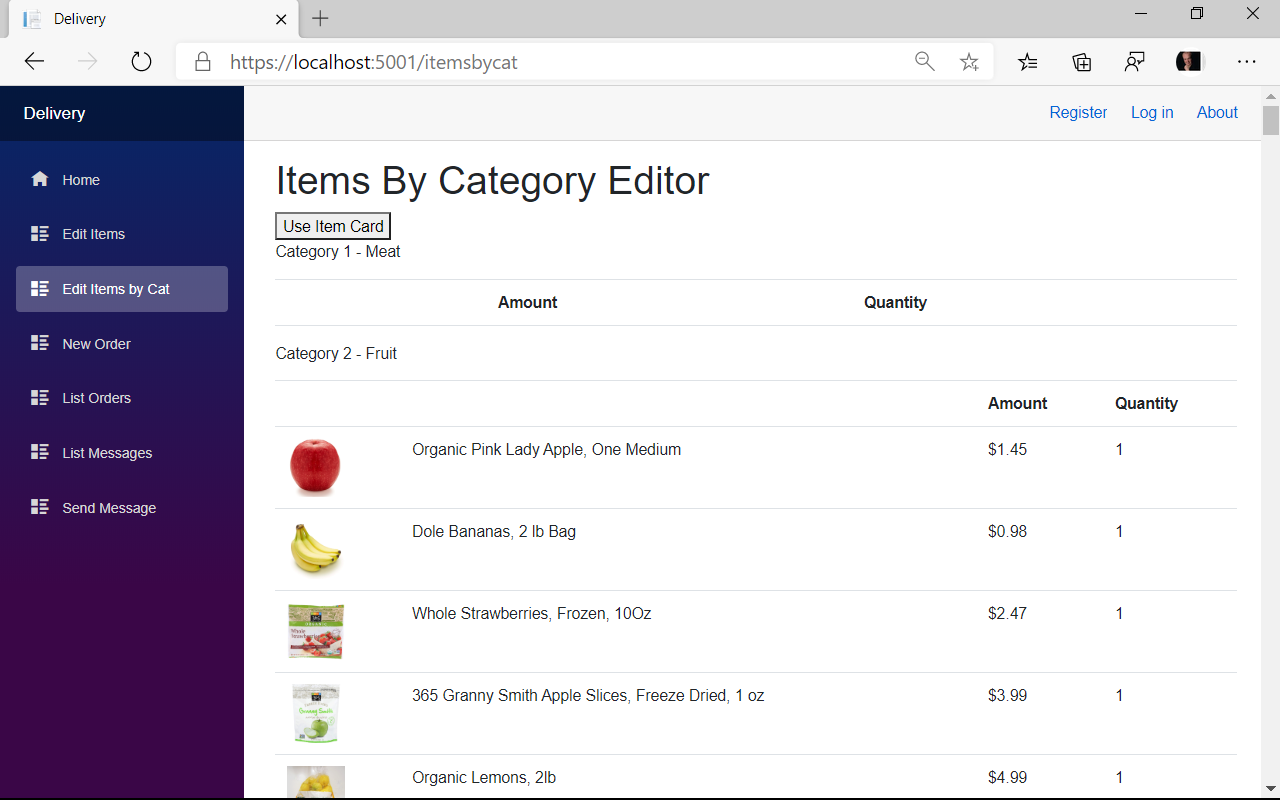 Delivery
https://localhost:5001/itemsbycat
Delivery
Register Log in About
Home
Edit Items
Edit Items by Cat
New Order
List Orders
List Messages
Send Message
Items By Category Editor
Use Item Card
Category 1 - Meat
Amount Quantity
Category 2 - Fruit
Amount Quantity
Organic Pink Lady Apple, One Medium $1.45 1
Dole Bananas, 2 lb Bag $0.98 1
Whole Strawberries, Frozen, 10Oz $2.47 1
365 Granny Smith Apple Slices, Freeze Dried, 1 oz $3.99 1
Organic Lemons, 2lb $4.99 1